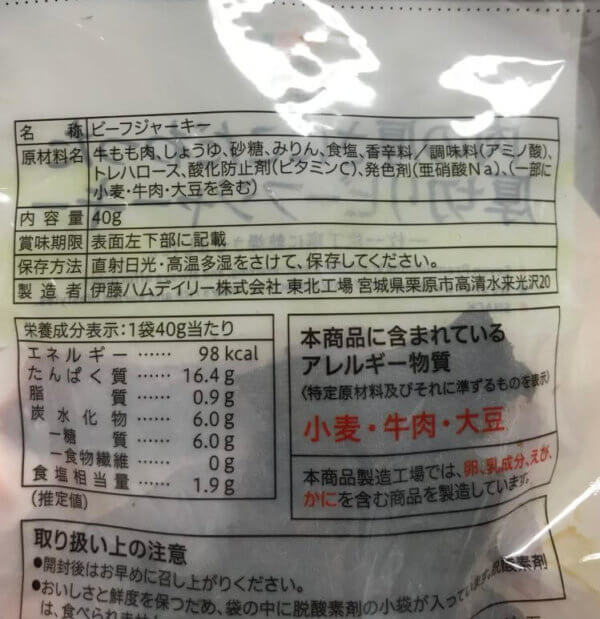 名 称 ビーフジャーキー
原材料名 牛もも肉、しょうゆ、砂糖、みりん、食塩、香辛料／調味料(アミノ酸)、
トレハロース、酸化防止剤(ビタミンC)、発色剤(亜硝酸Na)、(一部に
小麦・牛肉・大豆を含む)
内容量 40g
賞味期限 表面左下部に記載
保存方法 直射日光・高温多湿をさけて、保存してください。
製造者 伊藤ハムデイリー株式会社 東北工場 宮城県栗原市高清水来光沢20
栄養成分表示:1袋40g当たり
エネルギー …… 98 kcal
たんぱく質 …… 16.4 g
脂質 …… 0.9 g
炭水化物 …… 6.0 g
―糖質 …… 6.0 g
―食物繊維 …… 0 g
食塩相当量 …… 1.9 g
(推定値)
本商品に含まれている
アレルギー物質
(特定原材料及びそれに準ずるものを表示)
小麦・牛肉・大豆
本商品製造工場では、卵、乳成分、えび、
かにを含む商品を製造しています。
取り扱い上の注意
●開封後はお早めに召し上がりください。
●おいしさと鮮度を保つため、袋の中に脱酸素剤の小袋が入っています。脱酸素剤
は、食べられませ